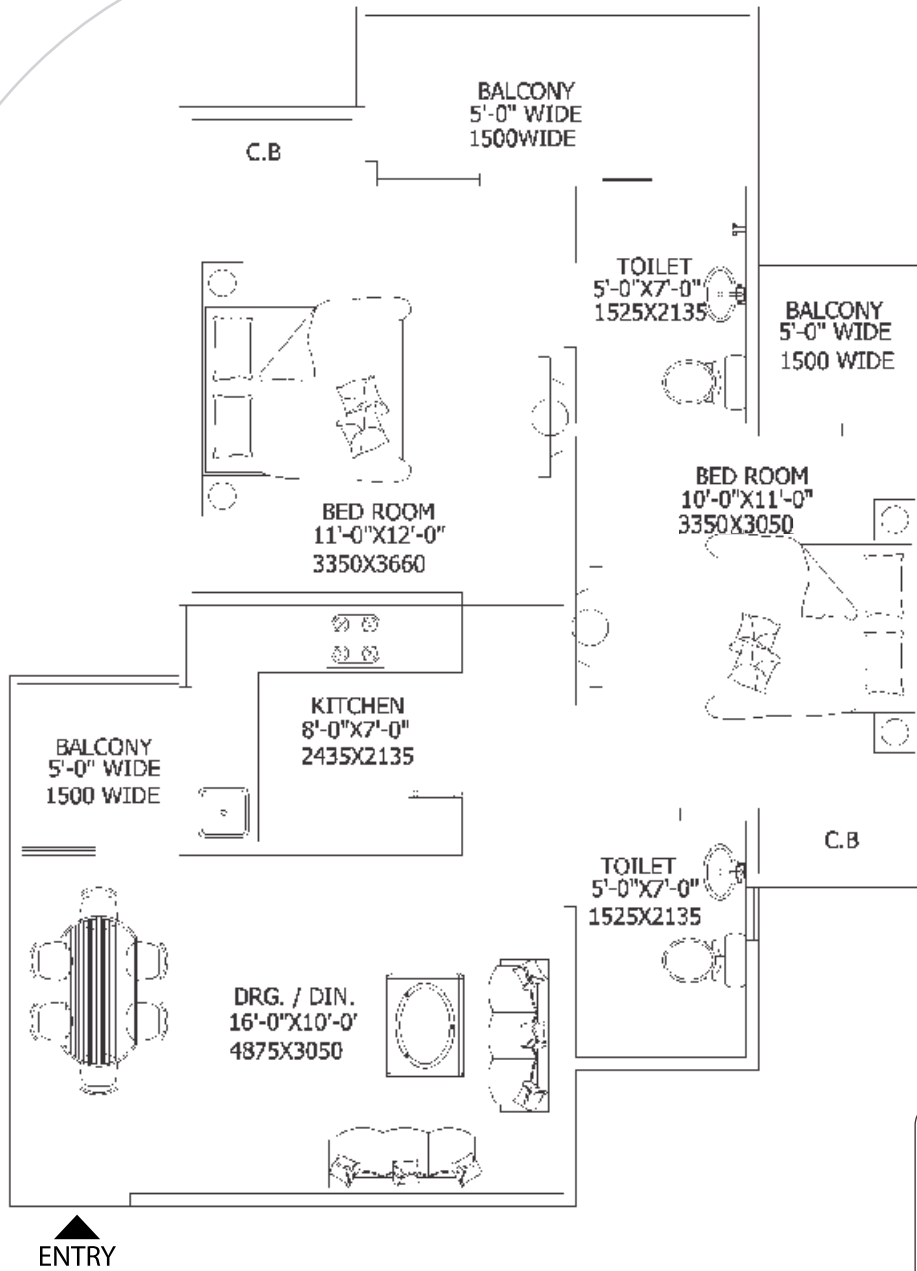 BALCONY
5'-0" WIDE
1500WIDE
C.B
TOILET
5'-0"X7'-0"
1525X2135
BALCONY
5'-0" WIDE
1500 WIDE
BED ROOM
10'-0"X11'-0"
3350X3050
BED ROOM
11'-0"X12'-0"
3350X3660
KITCHEN
8'-0"X7'-0"
2435X2135
BALCONY
5'-0" WIDE
1500 WIDE
C.B
TOILET
5'-0"X7'-0"
1525X2135
DRG. / DIN.
16'-0"X10'-0'
4875X3050
ENTRY